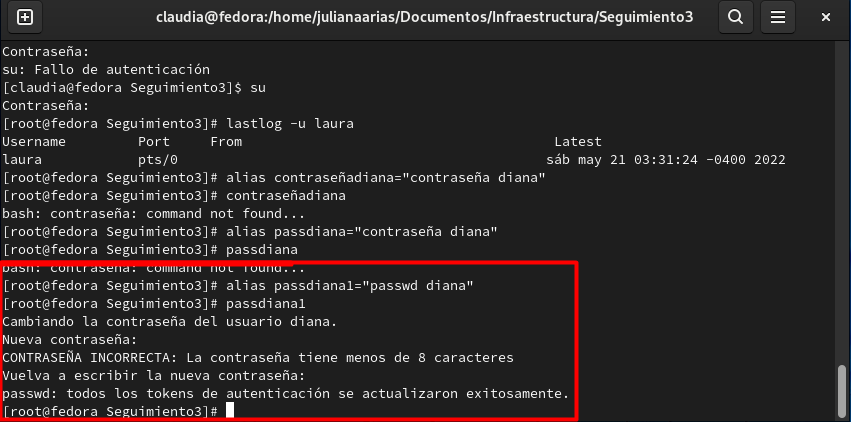 claudia@fedora:/home/julianaarias/Documentos/Infraestructura/Seguimiento3
Contraseña:
su: Fallo de autenticación
[claudia@fedora Seguimiento3]$ su
Contraseña:
[root@fedora Seguimiento3]# lastlog -u laura
Username Port From Latest
laura pts/0 sáb may 21 03:31:24 -0400 2022
[root@fedora Seguimiento3]# alias contraseñadiana="contraseña diana"
[root@fedora Seguimiento3]# contraseñadiana
bash: contraseña: command not found...
[root@fedora Seguimiento3]# alias passdiana="contraseña diana"
[root@fedora Seguimiento3]# passdiana
bash: contraseña: command not found...
[root@fedora Seguimiento3]# alias passdiana1="passwd diana"
[root@fedora Seguimiento3]# passdiana1
Cambiando la contraseña del usuario diana.
Nueva contraseña:
CONTRASEÑA INCORRECTA: La contraseña tiene menos de 8 caracteres
Vuelva a escribir la nueva contraseña:
passwd: todos los tokens de autenticación se actualizaron exitosamente.
[root@fedora Seguimiento3]#